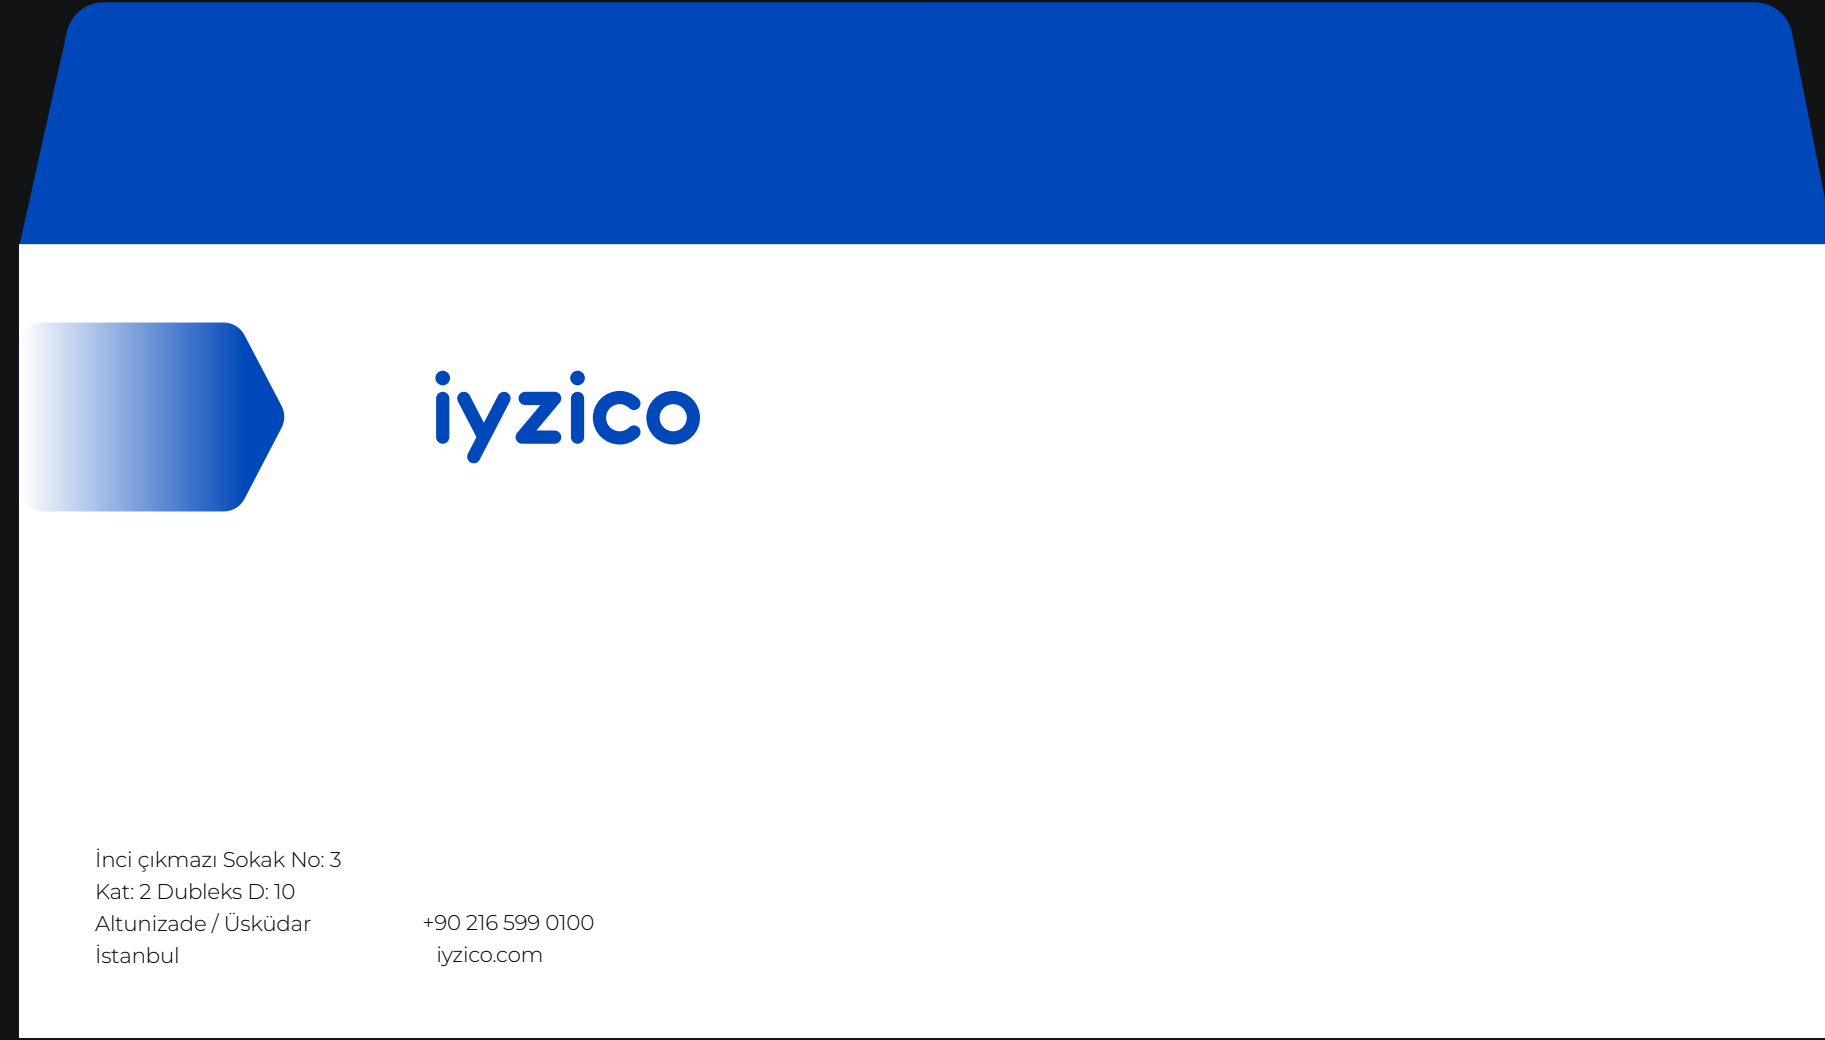 iyzico
İnci çıkmazı Sokak No: 3
Kat: 2 Dubleks D: 10
Altunizade / Üsküdar
İstanbul
+90 216 599 0100
iyzico.com